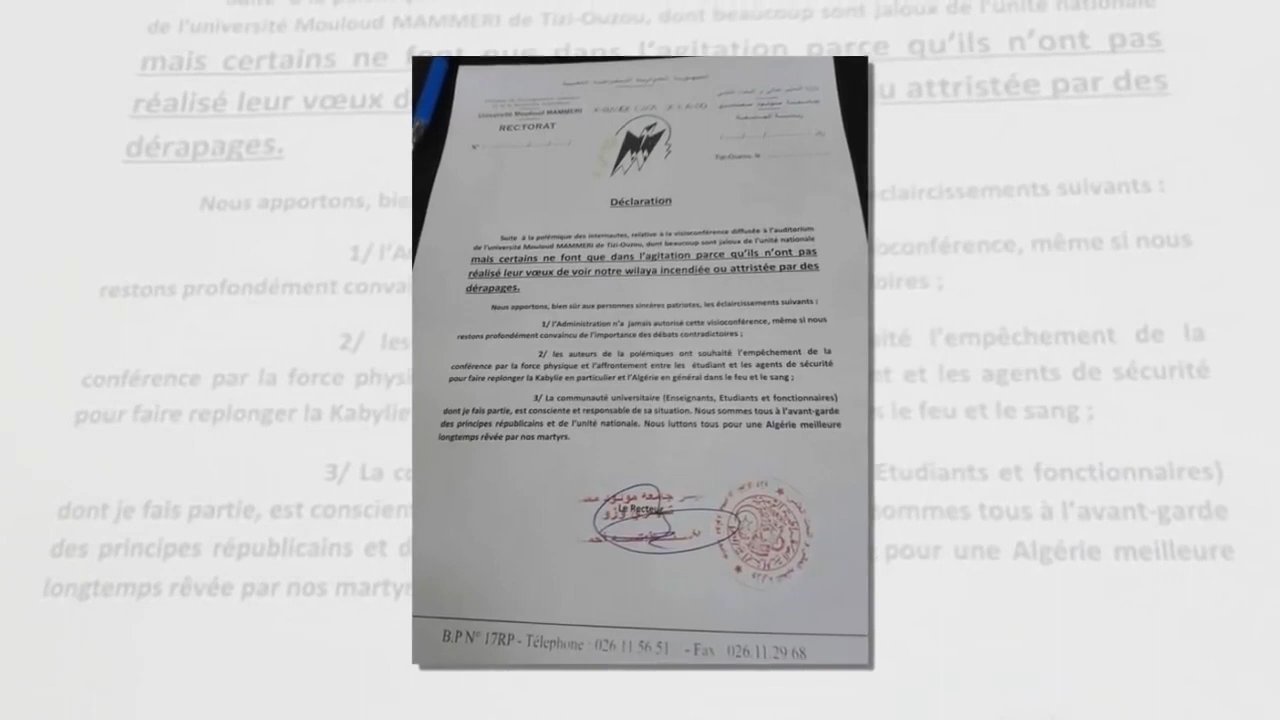 Université Mouloud MAMMERI
RECTORAT
Tizi-Ouzou,
Déclaration
Suite à la polémique des internautes, relative à la visioconférence diffusée à l'auditorium
de l'université Mouloud MAMMERI de Tizi-Ouzou, dont beaucoup sont jaloux de l'unité nationale
mais certains ne font que dans l'agitation parce qu'ils n'ont pas
réalisé leur vœux de voir notre wilaya incendiée ou attristée par des
dérapages.
Nous apportons, bien sûr aux personnes sincères patriotes, les éclaircissements suivants :
1/ l'Administration n'a jamais autorisé cette visioconférence, même si nous
restons profondément convaincu de l'importance des débats contradictoires ;
2/ les auteurs de la polémiques ont souhaité l'empêchement de la
conférence par la force physique et l'affrontement entre les étudiant et les agents de sécurité
pour faire replonger la Kabylie en particulier et l'Algérie en général dans le feu et le sang ;
3/ La communauté universitaire (Enseignants, Etudiants et fonctionnaires)
dont je fais partie, est consciente et responsable de sa situation. Nous sommes tous à l'avant-garde
des principes républicains et de l'unité nationale. Nous luttons tous pour une Algérie meilleure
longtemps rêvée par nos martyrs.
Le Recteur
B.P N° 17RP - Télephone : 026 11 56 51 - Fax : 026.11.29 68